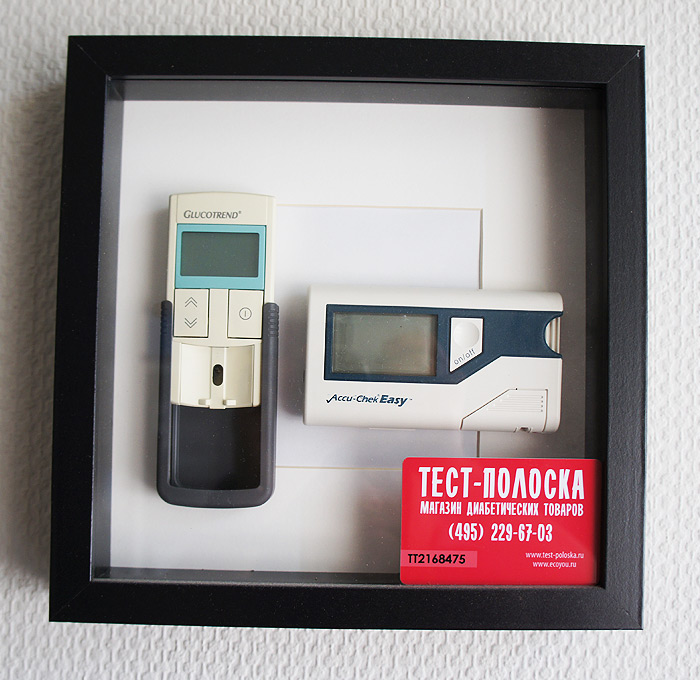 GLUCOTREND®
on/off
Accu-Chek® Easy™
ТЕСТ-ПОЛОСКА
МАГАЗИН ДИАБЕТИЧЕСКИХ ТОВАРОВ
(495) 229-67-03
TT2168475
www.test-poloska.ru
www.ecoyou.ru